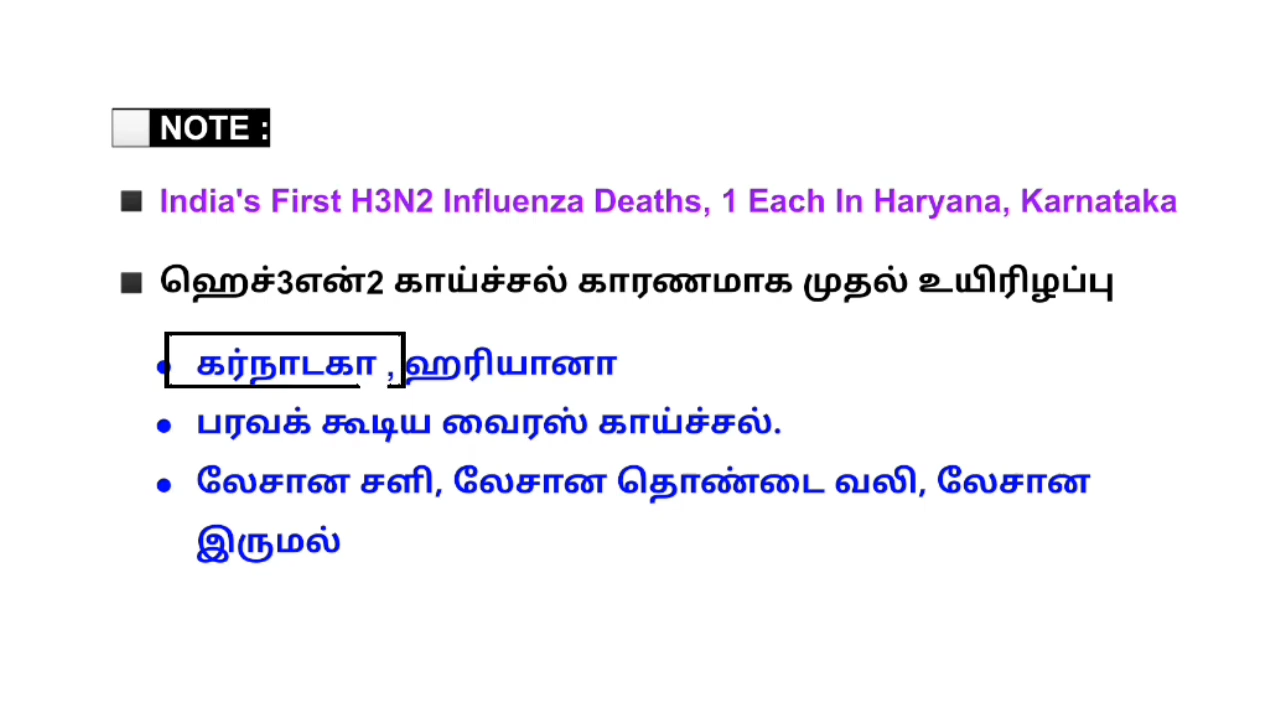 NOTE :
India's First H3N2 Influenza Deaths, 1 Each In Haryana, Karnataka
ஹெச்3என்2 காய்ச்சல் காரணமாக முதல் உயிரிழப்பு
கர்நாடகா , ஹரியானா
பரவக் கூடிய வைரஸ் காய்ச்சல்.
லேசான சளி, லேசான தொண்டை வலி, லேசான
இருமல்